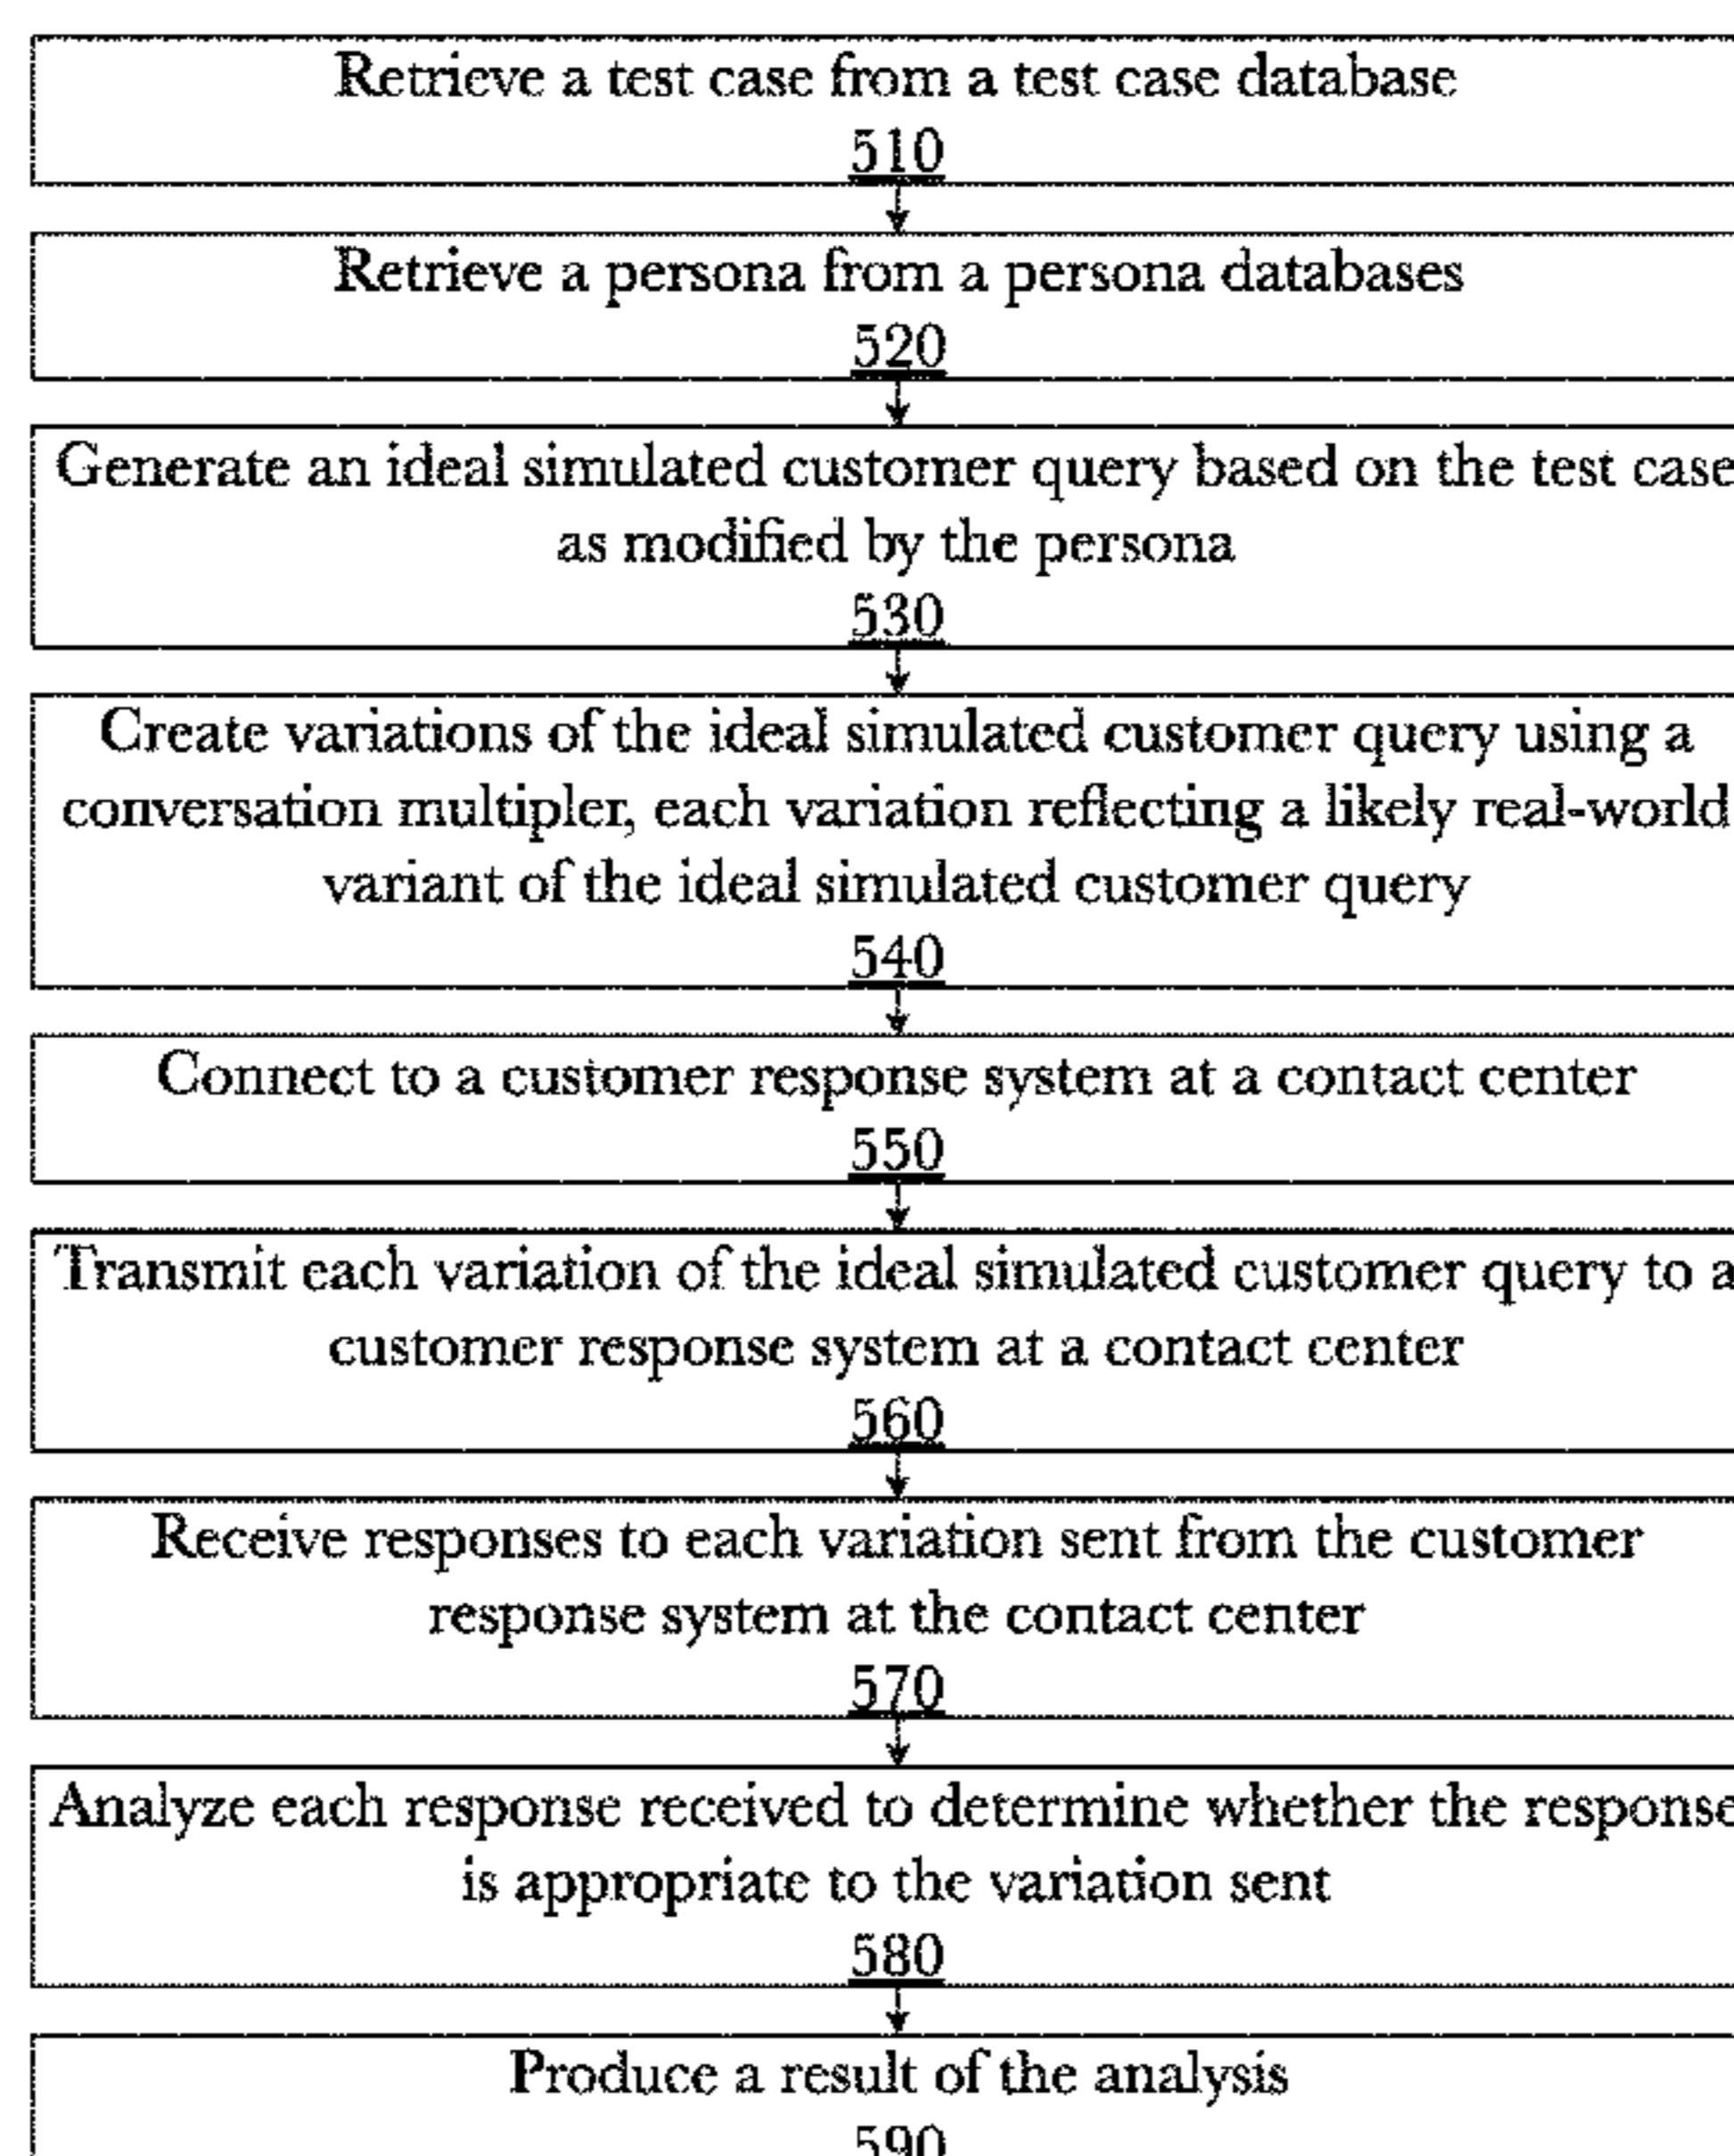 Retrieve a test case from a test case database
510
Retrieve a persona from a persona databases
520
Generate an ideal simulated customer query based on the test case
as modified by the persona
530
Create variations of the ideal simulated customer query using a
conversation multipler, each variation reflecting a likely real-world
variant of the ideal simulated customer query
540
Connect to a customer response system at a contact center
550
Transmit each variation of the ideal simulated customer query to a
customer response system at a contact center
560
Receive responses to each variation sent from the customer
response system at the contact center
570
Analyze each response received to determine whether the response
is appropriate to the variation sent
580
Produce a result of the analysis
590